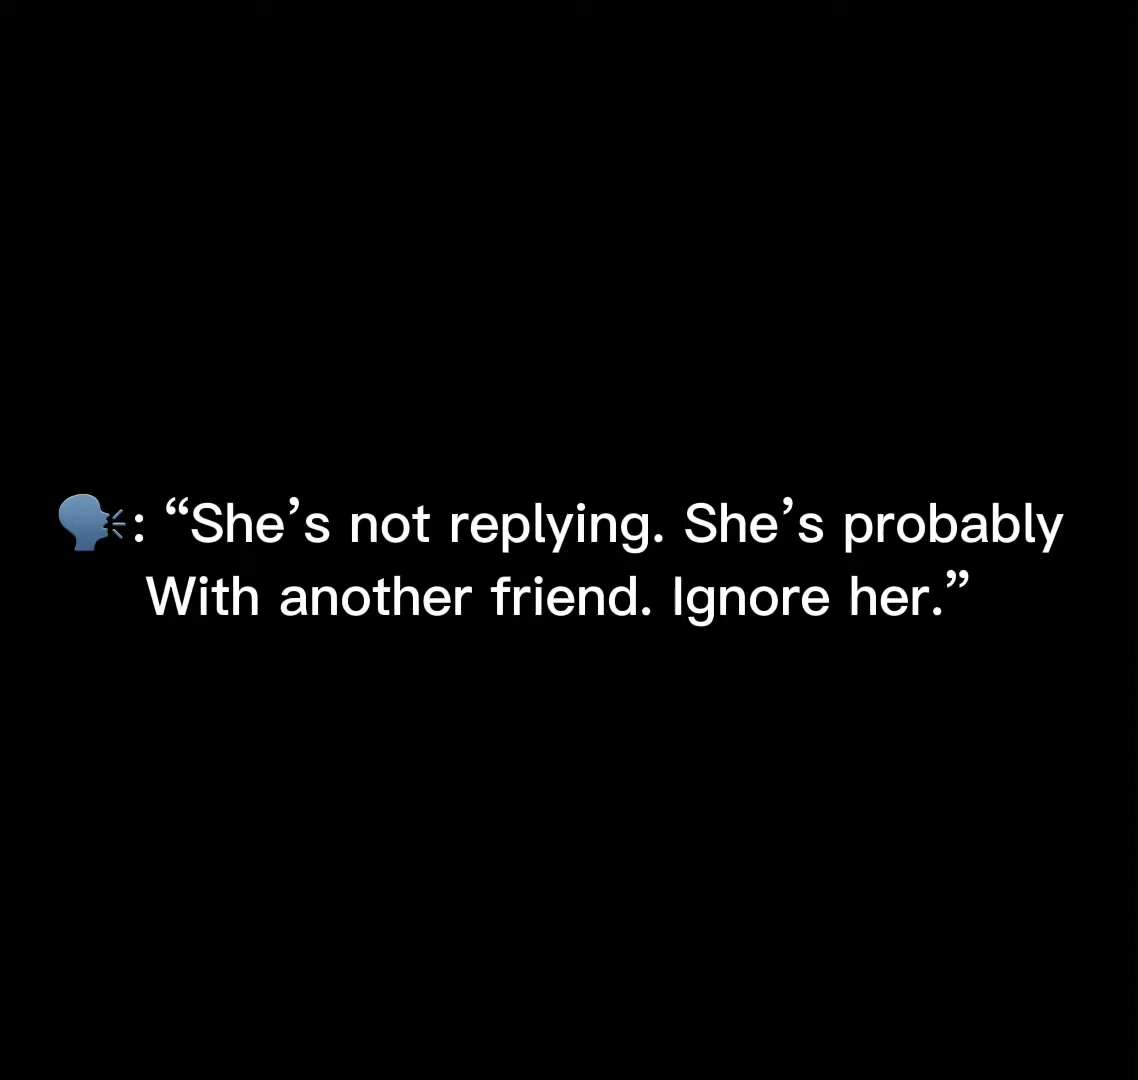 🗣️: “She’s not replying. She’s probably
With another friend. Ignore her.”